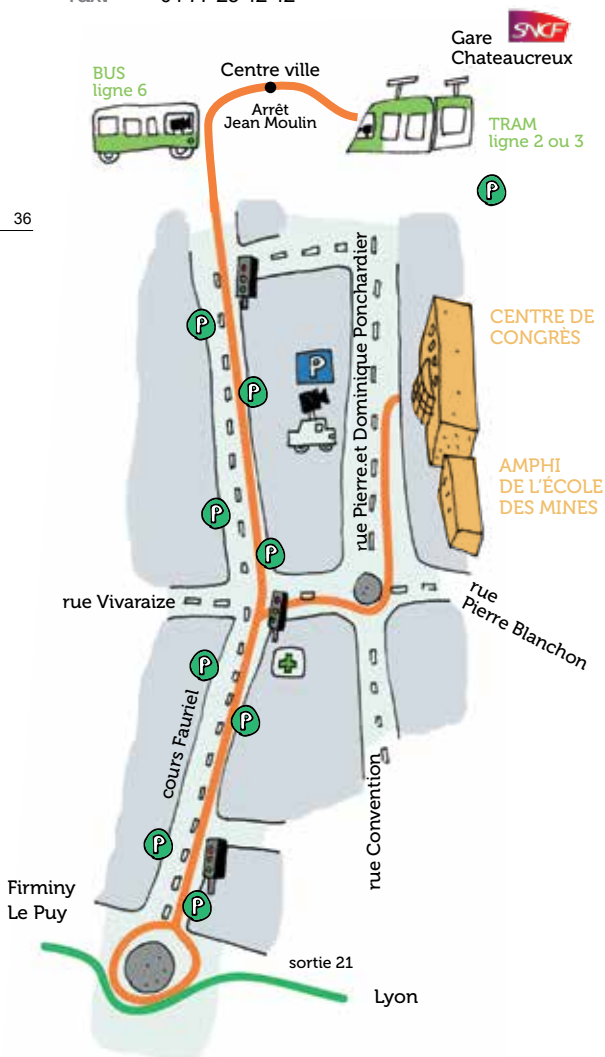 SNCF
Gare
Chateaucreux
BUS
ligne 6
Centre ville
Arrêt
Jean Moulin
TRAM
ligne 2 ou 3
P
36
rue Pierre et Dominique Ponchardier
CENTRE DE
CONGRÈS
P
P
P
AMPHI
DE L'ÉCOLE
DES MINES
P
P
rue Vivaraize
rue
Pierre Blanchon
P
cours Fauriel
P
rue Convention
P
Firminy
Le Puy
P
sortie 21
Lyon